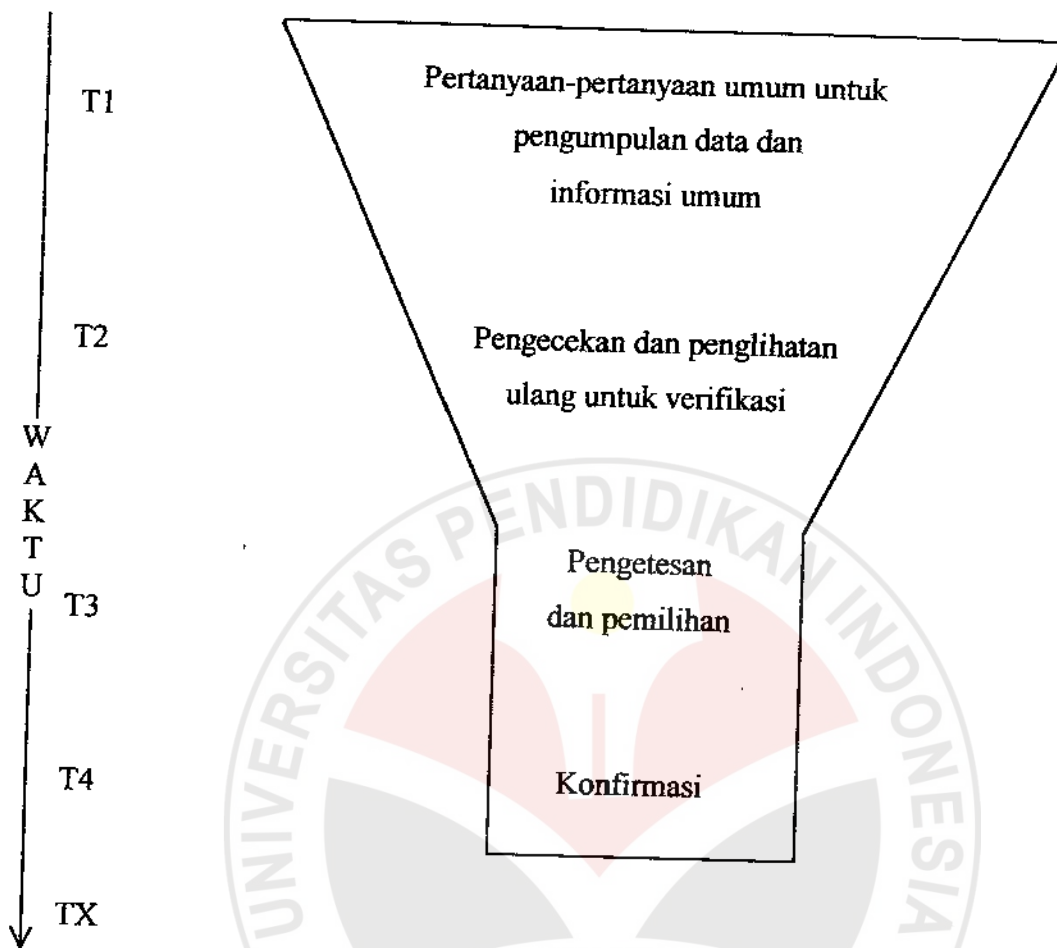 T1
Pertanyaan-pertanyaan umum untuk
pengumpulan data dan
informasi umum
T2
Pengecekan dan penglihatan
ulang untuk verifikasi
WAKTU
T3
Pengetesan
dan pemilihan
T4
Konfirmasi
TX
UNIVERSITAS PENDIDIKAN INDONESIA